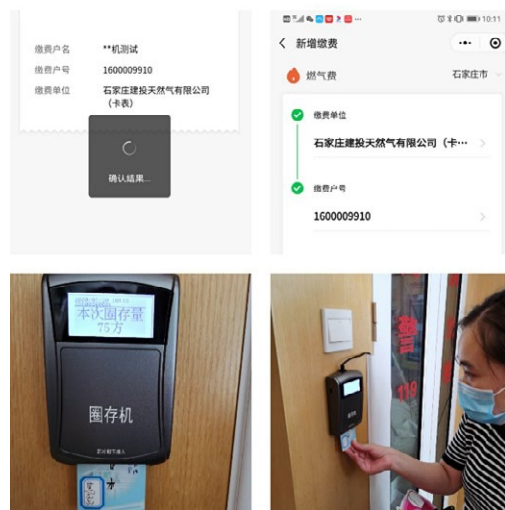 缴费户名 **机测试
缴费户号 1600009910
缴费单位 石家庄建投天然气有限公司
（卡表）
确认结果...
10:11
新增缴费
燃气费 石家庄市
缴费单位
石家庄建投天然气有限公司（卡…
缴费户号
1600009910
本次圈存量
75方
圈存机
圈存机
119